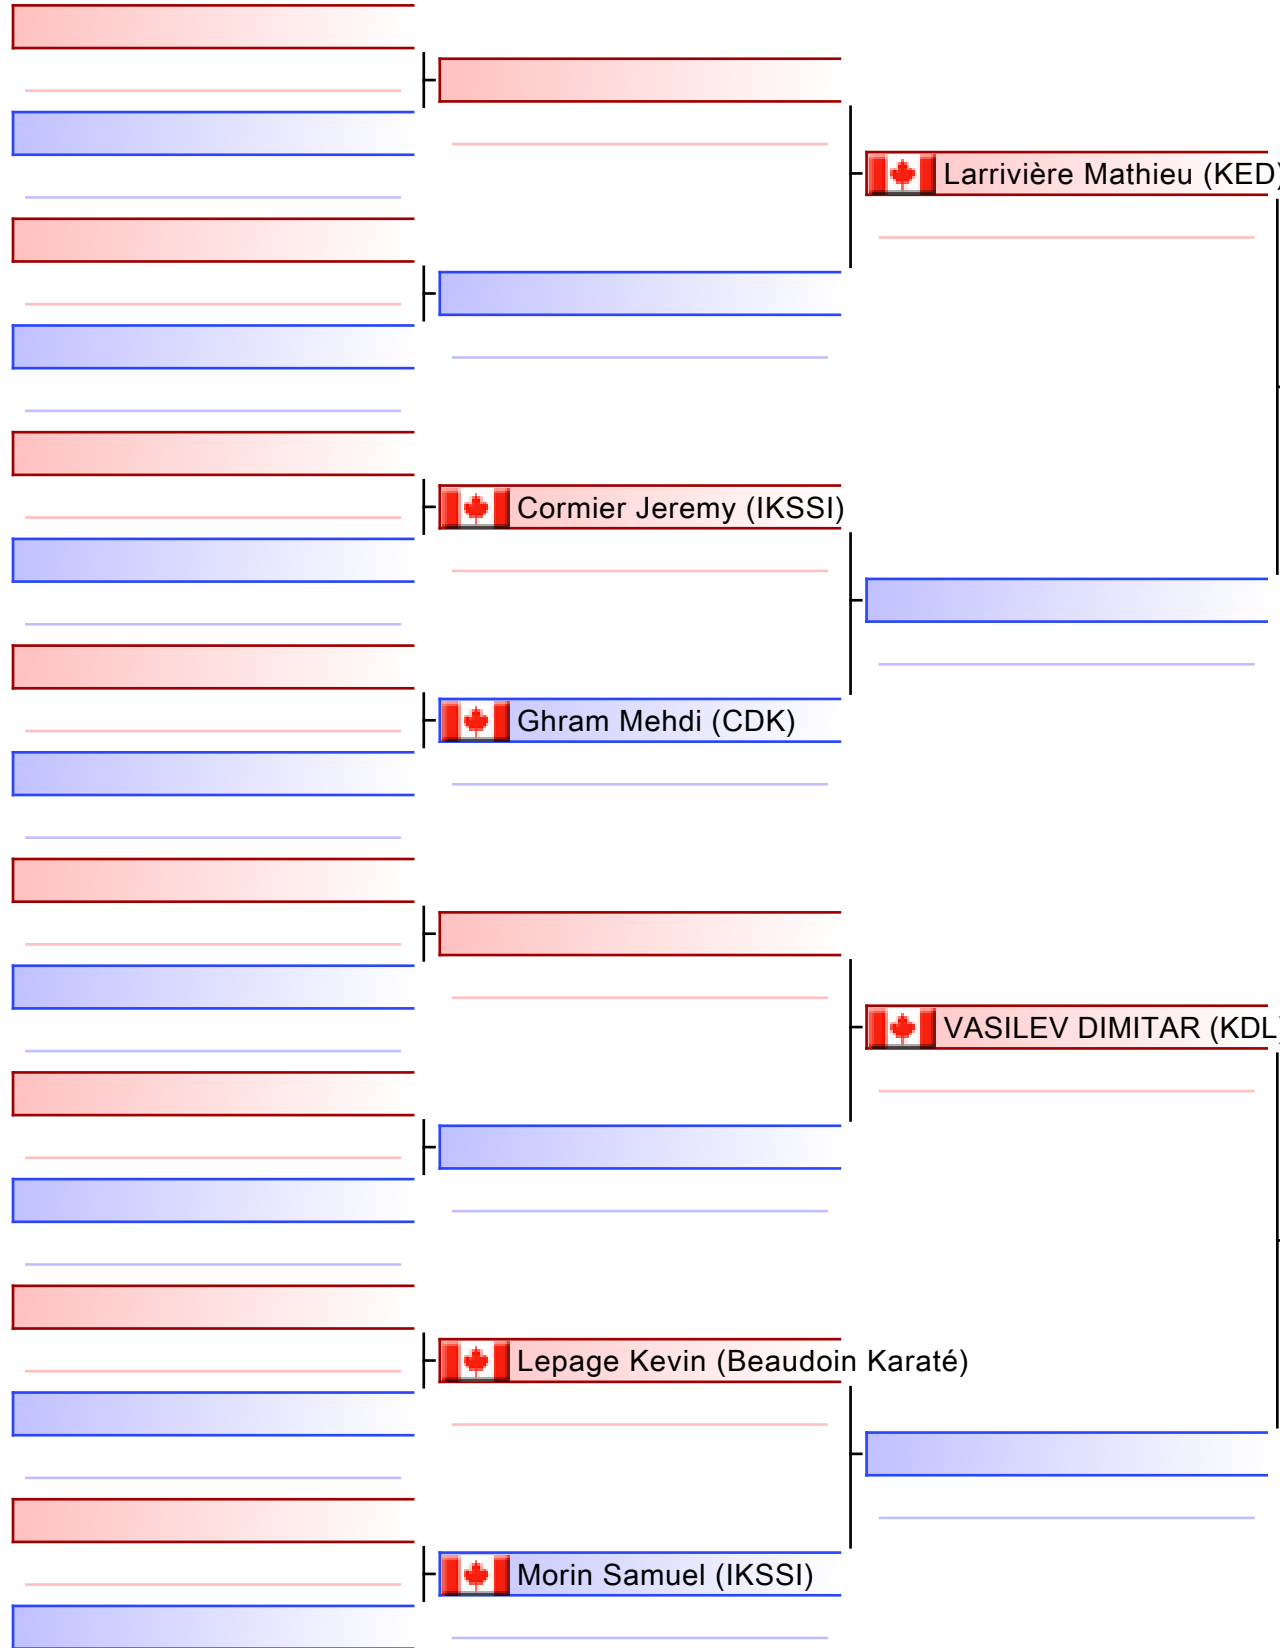 Larrivière Mathieu (KED)
Cormier Jeremy (IKSSI)
Ghram Mehdi (CDK)
VASILEV DIMITAR (KDL)
Lepage Kevin (Beaudoin Karaté)
Morin Samuel (IKSSI)